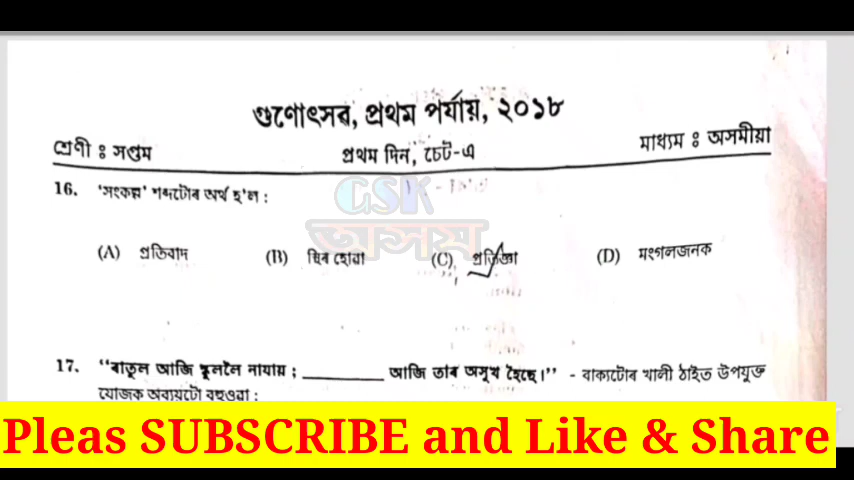 গুণোৎসৱ, প্ৰথম পৰ্যায়, ২০১৮
শ্ৰেণী : সপ্তম
প্ৰথম দিন, চেট-এ
মাধ্যম : অসমীয়া
16. 'সংকল্প' শব্দটোৰ অৰ্থ হ'ল :
GSK
অসম
(A) প্ৰতিবাদ (B) স্থিৰ হোৱা (C) প্ৰতিজ্ঞা (D) মংগলজনক
17. "ৰাতুল আজি স্কুললৈ নাযায় ; ________ আজি তাৰ অসুখ হৈছে।" - বাক্যটোৰ খালী ঠাইত উপযুক্ত
যোজক অব্যয়টো বহুওৱা :
Pleas SUBSCRIBE and Like & Share